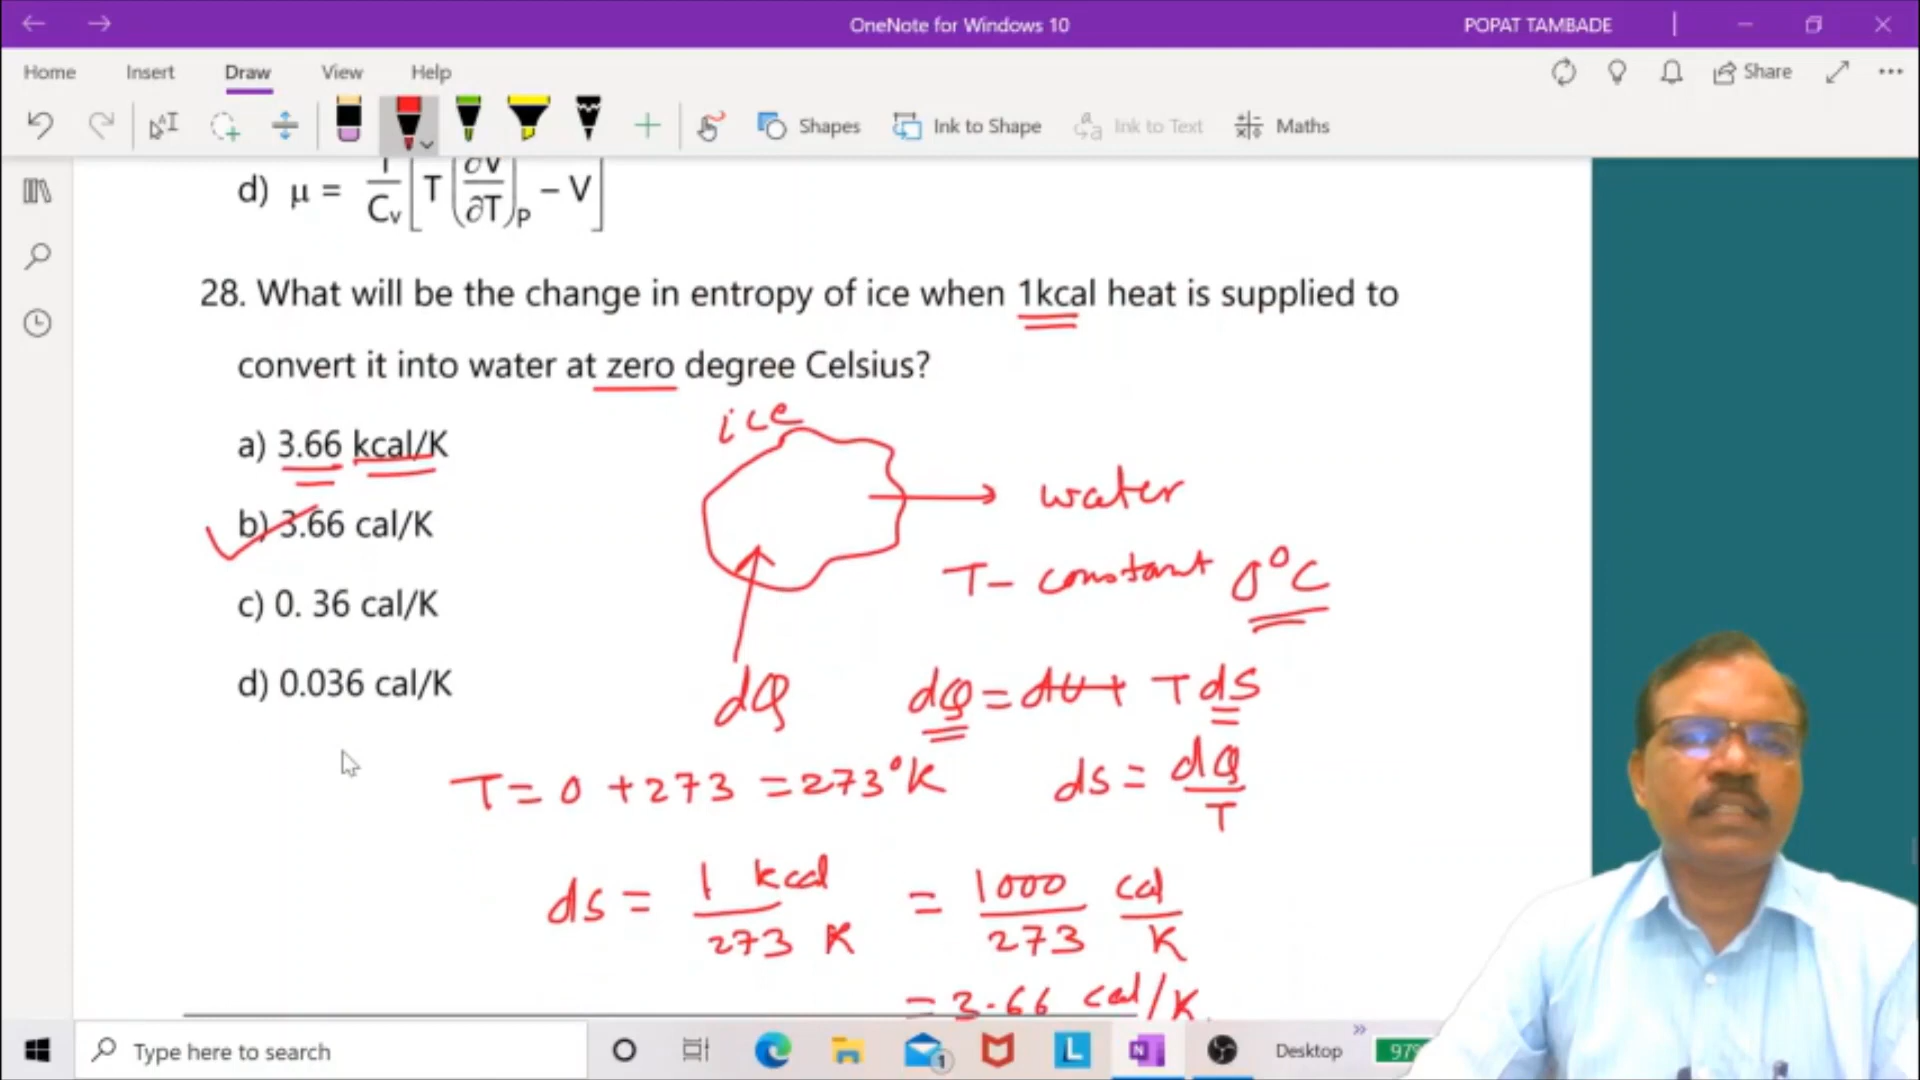 OneNote for Windows 10
POPAT TAMBADE
Home Insert Draw View Help
Share
Shapes Ink to Shape Ink to Text Maths
d) μ = 1/Cv [T (∂V/∂T)P − V]
28. What will be the change in entropy of ice when 1kcal heat is supplied to
convert it into water at zero degree Celsius?
a) 3.66 kcal/K
b) 3.66 cal/K
c) 0. 36 cal/K
d) 0.036 cal/K
ice
water
T – constant 0°C
dQ
dQ = dU + T dS
T = 0 + 273 = 273°K
ds = dQ/T
ds = 1 kcal / 273 K = 1000/273 cal/K
= 3.66 cal/K
Type here to search
1
L
N
Desktop
97%